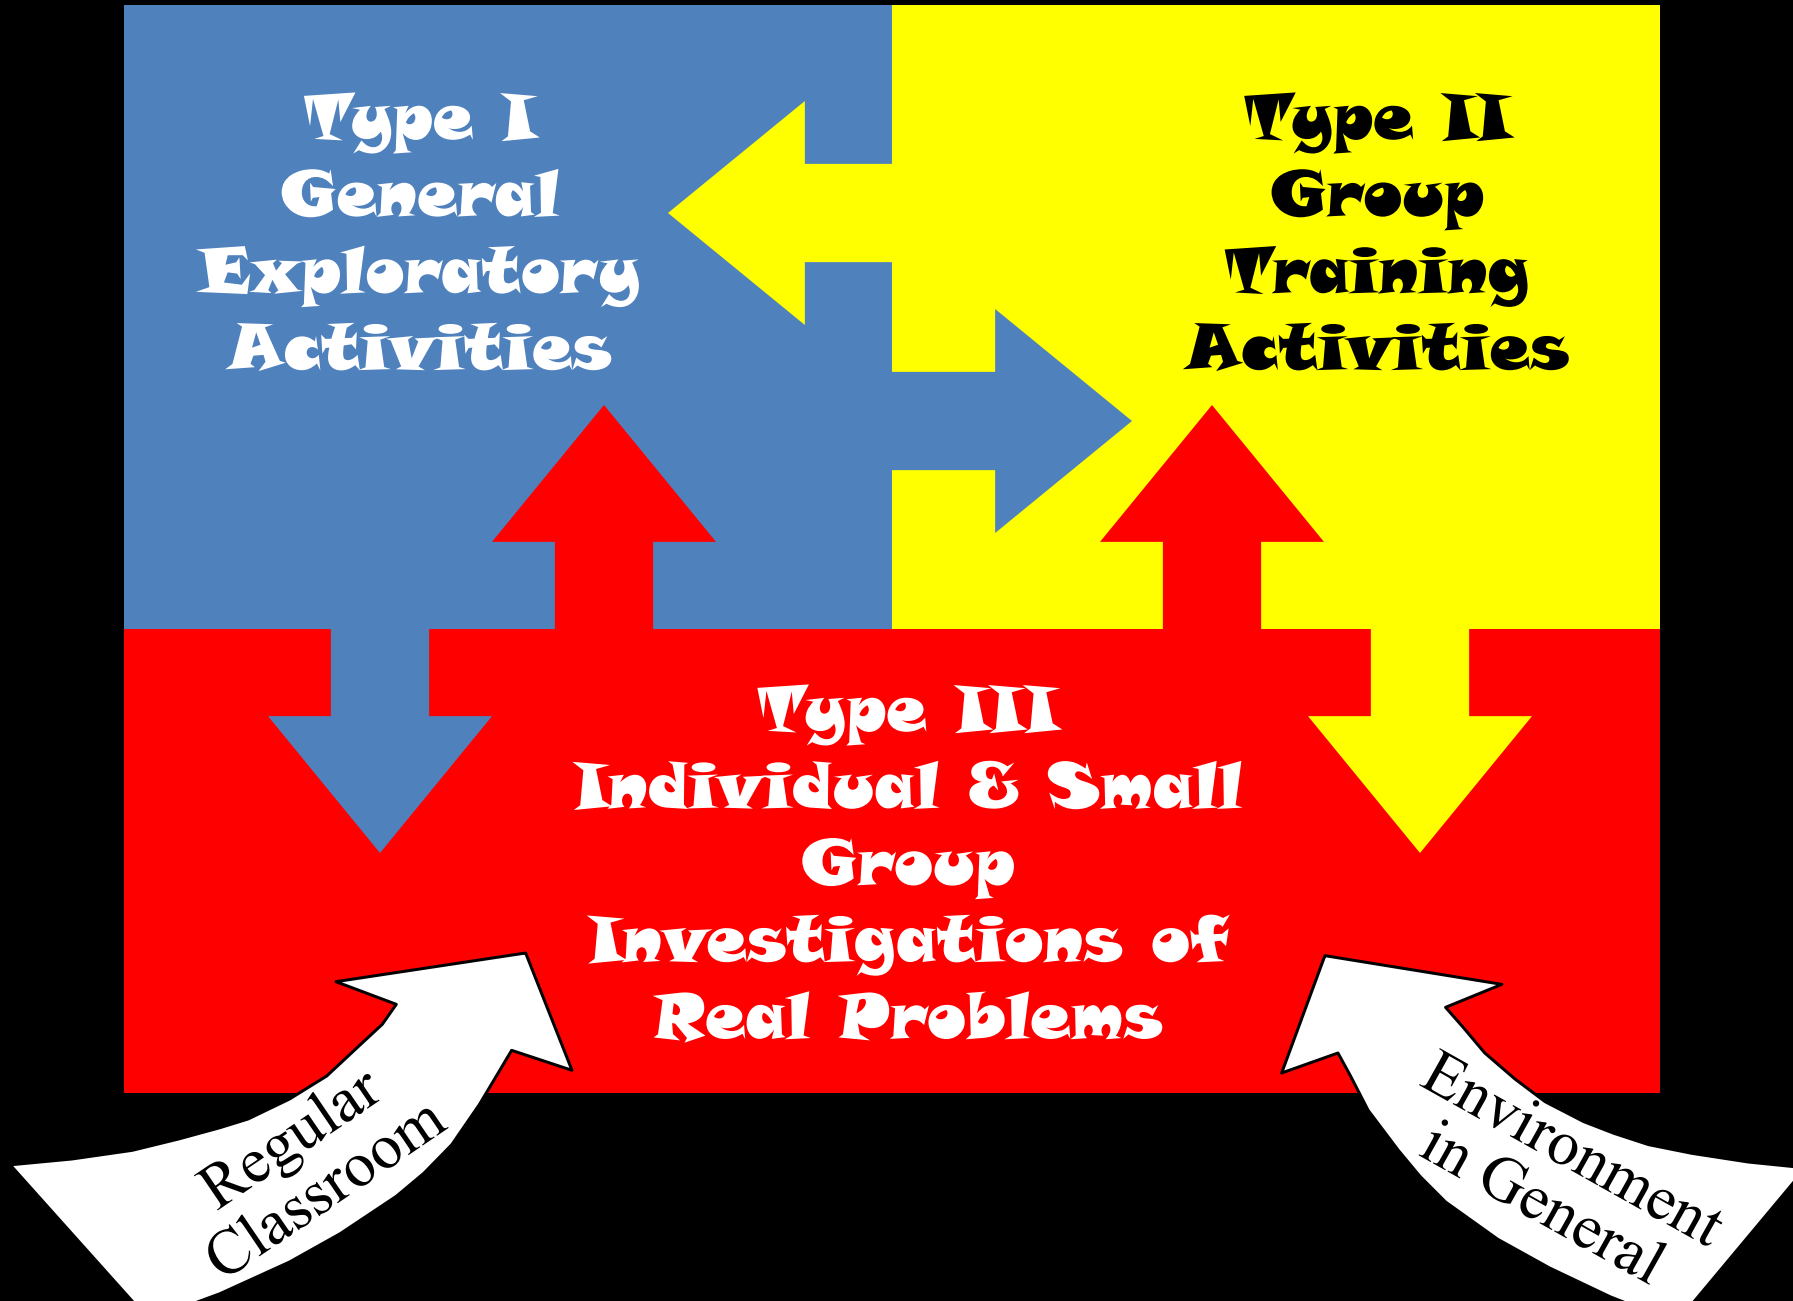 Type I
General
Exploratory
Activities
Type II
Group
Training
Activities
Type III
Individual & Small
Group
Investigations of
Real Problems
Regular
Classroom
Environment
in General